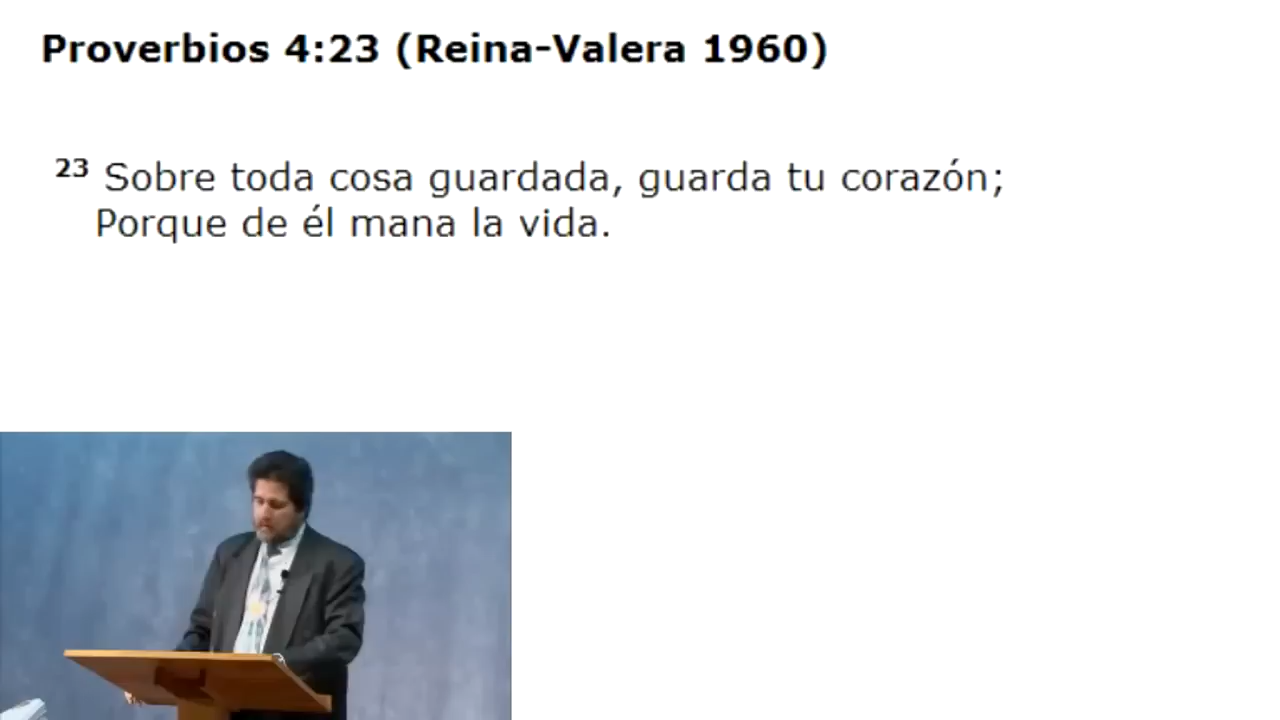 Proverbios 4:23 (Reina-Valera 1960)
23 Sobre toda cosa guardada, guarda tu corazón;
Porque de él mana la vida.